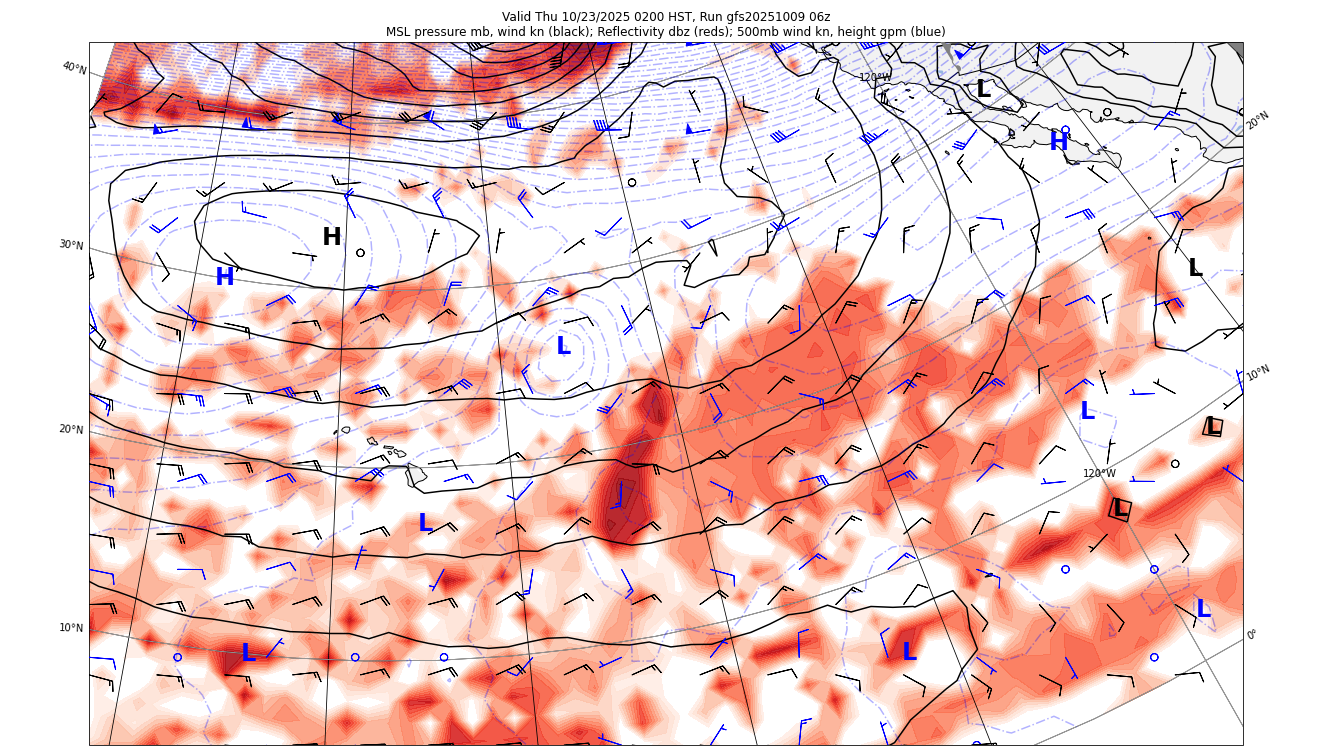 Valid Thu 10/23/2025 0200 HST, Run gfs20251009 06z
MSL pressure mb, wind kn (black); Reflectivity dbz (reds); 500mb wind kn, height gpm (blue)
40°N
120°W
L
20°N
H
H
30°N
L
H
L
10°N
L
20°N
L
120°W
L
L
10°N
L
0°
L
L